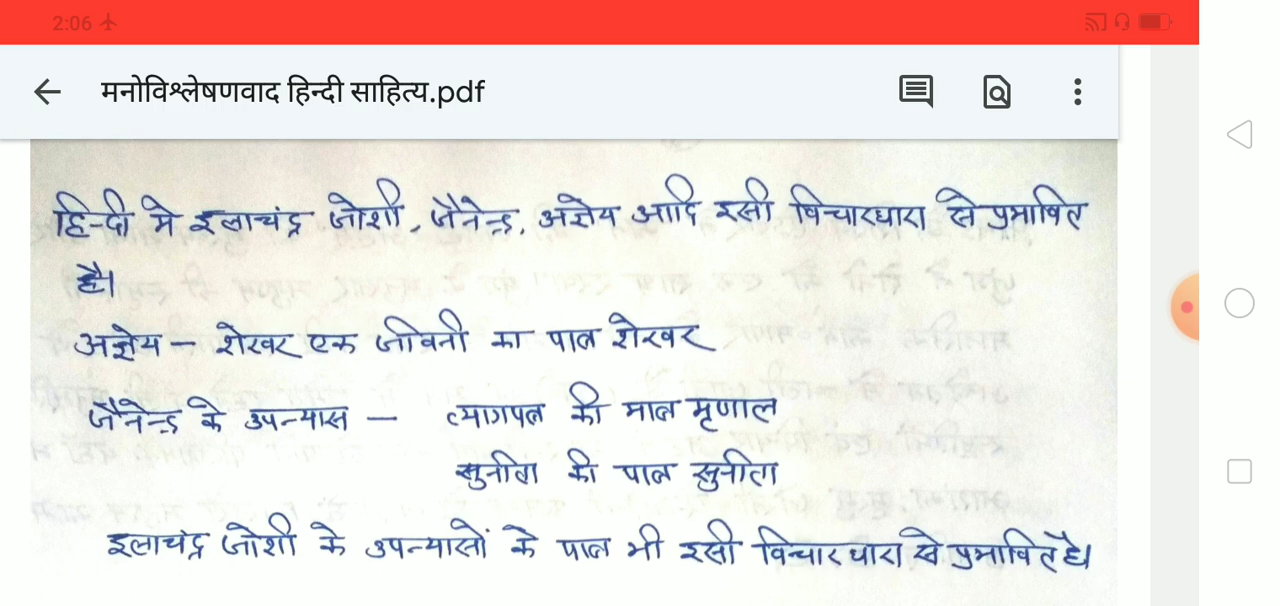 2:06
मनोविश्लेषणवाद हिन्दी साहित्य.pdf
हिन्दी मे इलाचंद्र जोशी, जैनेन्द्र, अज्ञेय आदि इसी विचारधारा से प्रभावित
है।
अज्ञेय - शेखर एक जीवनी का पात्र शेखर
जैनेन्द्र के उपन्यास - त्यागपत्र की मात्र मृणाल
सुनीता की पात्र सुनीता
इलाचंद्र जोशी के उपन्यासों के पात्र भी इसी विचारधारा से प्रभावित है।